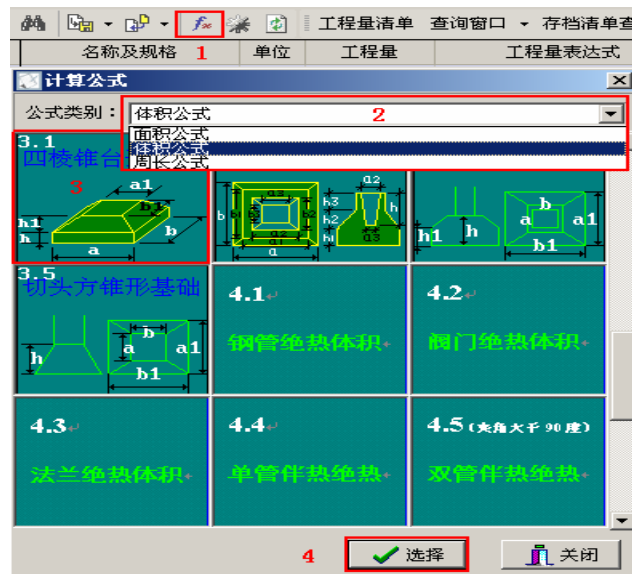 fx 工程量清单 查询窗口 存档清单查
名称及规格 1 单位 工程量 工程量表达式
计算公式
公式类别： 体积公式 2
面积公式
体积公式
周长公式
3.1
四棱锥台
3
a1
b1
h1
h
b
a
a3
a2
b
b1
b3
b2
a2
a1
a
h3
h2
h1
h
a3
h1 h
b
a a1
b1
3.5
切头方锥形基础
h
b
a a1
b1
4.1
钢管绝热体积
4.2
阀门绝热体积
4.3
法兰绝热体积
4.4
单管伴热绝热
4.5（夹角大于 90 度）
双管伴热绝热
4 选择 关闭